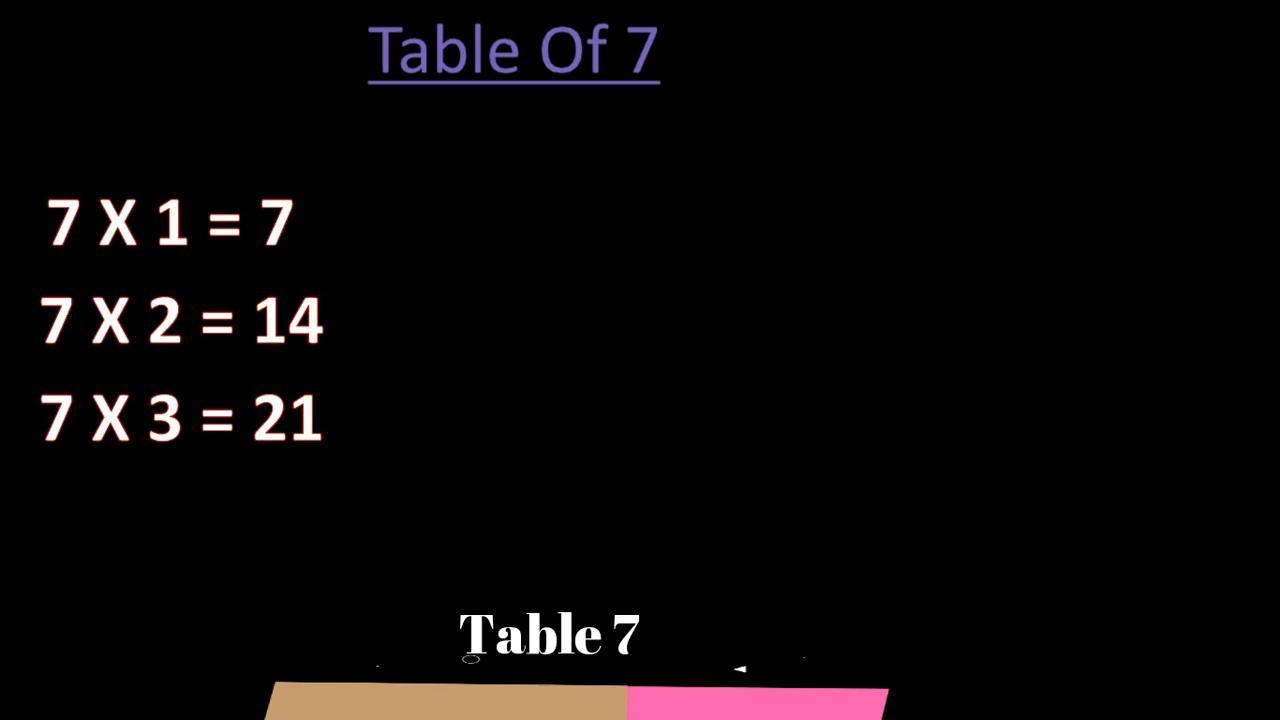 Table Of 7
7 X 1 = 7
7 X 2 = 14
7 X 3 = 21
Table 7